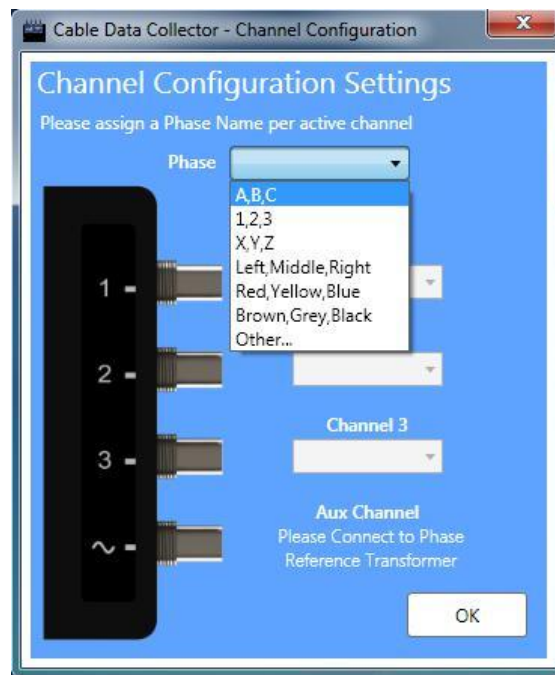 Cable Data Collector - Channel Configuration
Channel Configuration Settings
Please assign a Phase Name per active channel
Phase
A,B,C
1,2,3
X,Y,Z
Left,Middle,Right
Red,Yellow,Blue
Brown,Grey,Black
Other...
1
2
Channel 3
3
Aux Channel
Please Connect to Phase
Reference Transformer
~
OK